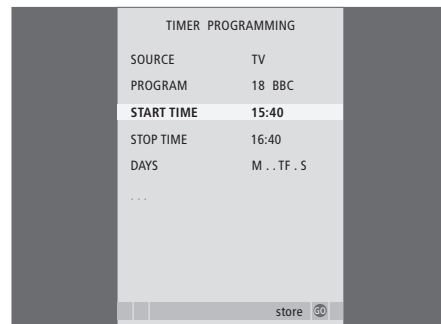 TIMER PROGRAMMING
SOURCE TV
PROGRAM 18 BBC
START TIME 15:40
STOP TIME 16:40
DAYS M . . TF . S
. . .
store GO